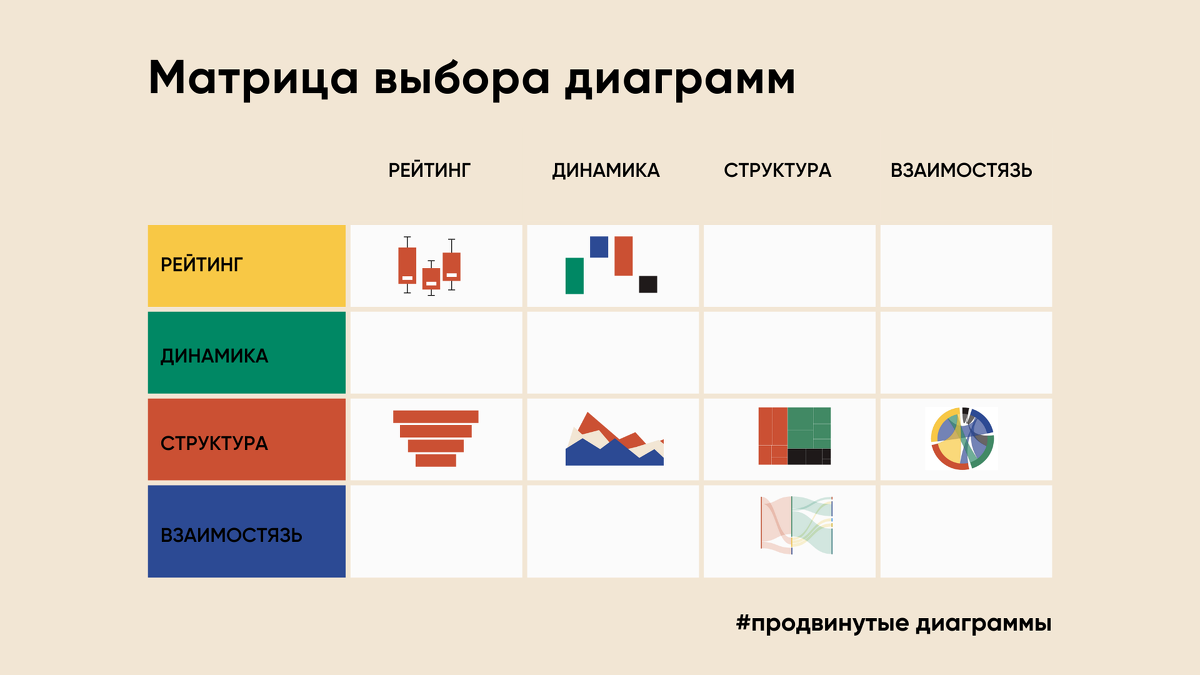 Матрица выбора диаграмм
РЕЙТИНГ
ДИНАМИКА
СТРУКТУРА
ВЗАИМОСТЯЗЬ
РЕЙТИНГ
ДИНАМИКА
СТРУКТУРА
ВЗАИМОСТЯЗЬ
#продвинутые диаграммы